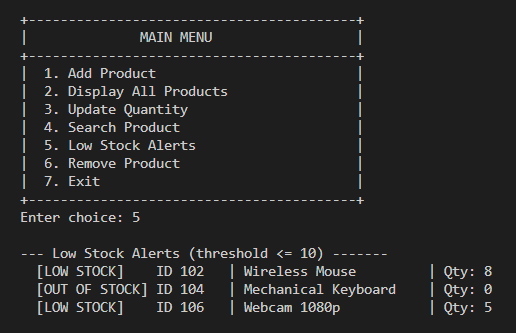 +-----------------------------------------+
|              MAIN MENU                  |
+-----------------------------------------+
|  1. Add Product                         |
|  2. Display All Products                |
|  3. Update Quantity                     |
|  4. Search Product                      |
|  5. Low Stock Alerts                    |
|  6. Remove Product                      |
|  7. Exit                                |
+-----------------------------------------+
Enter choice: 5

--- Low Stock Alerts (threshold <= 10) -------
  [LOW STOCK]    ID 102   | Wireless Mouse         | Qty: 8
  [OUT OF STOCK] ID 104   | Mechanical Keyboard    | Qty: 0
  [LOW STOCK]    ID 106   | Webcam 1080p           | Qty: 5